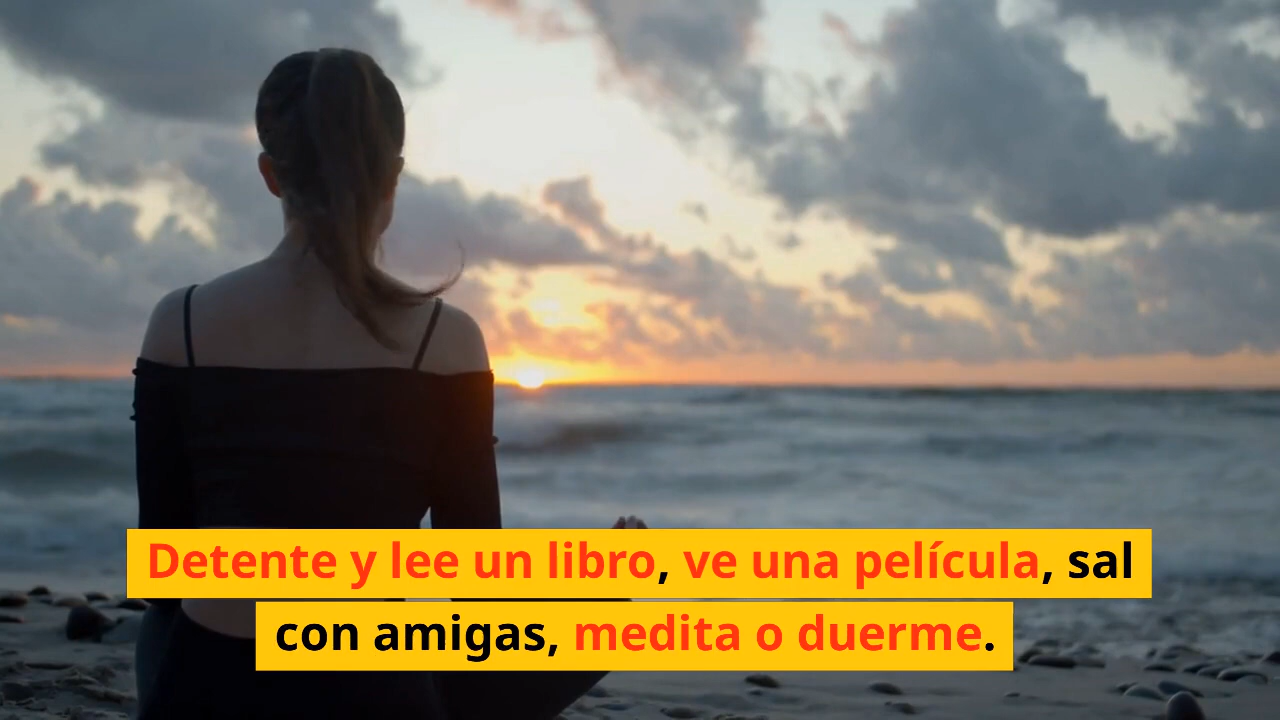 Detente y lee un libro, ve una película, sal
con amigas, medita o duerme.